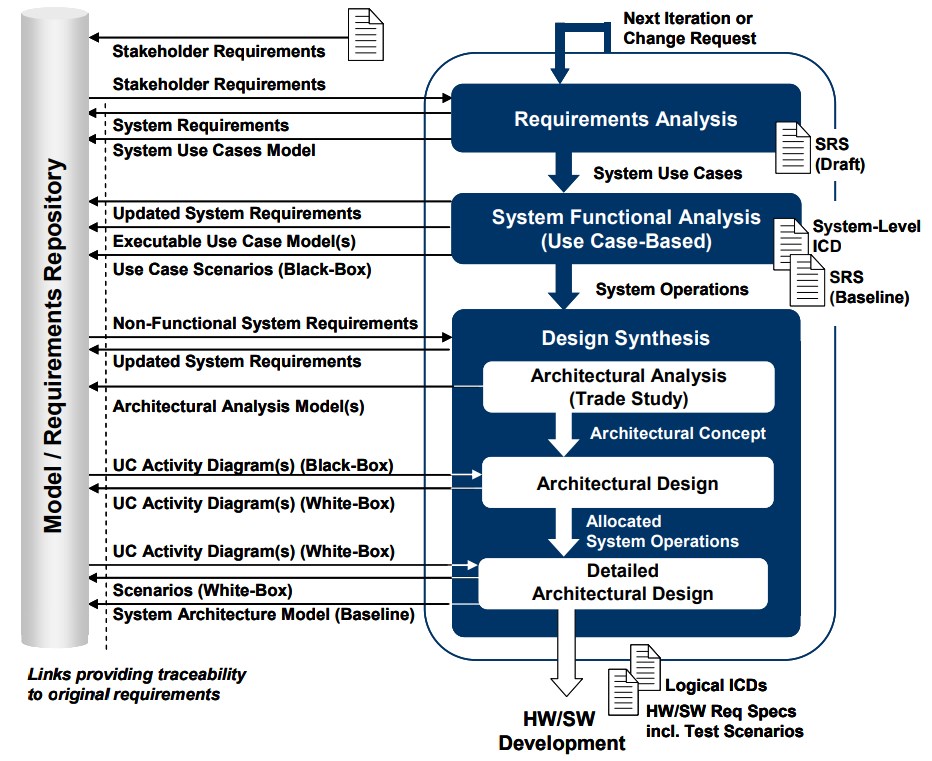 Next Iteration or
Change Request
Stakeholder Requirements
Stakeholder Requirements
System Requirements
System Use Cases Model
Requirements Analysis
SRS
(Draft)
System Use Cases
Updated System Requirements
Executable Use Case Model(s)
Use Case Scenarios (Black-Box)
System Functional Analysis
(Use Case-Based)
System-Level
ICD
SRS
(Baseline)
System Operations
Model / Requirements Repository
Non-Functional System Requirements
Updated System Requirements
Architectural Analysis Model(s)
Design Synthesis
Architectural Analysis
(Trade Study)
Architectural Concept
UC Activity Diagram(s) (Black-Box)
UC Activity Diagram(s) (White-Box)
Architectural Design
Allocated
System Operations
UC Activity Diagram(s) (White-Box)
Scenarios (White-Box)
System Architecture Model (Baseline)
Detailed
Architectural Design
Links providing traceability
to original requirements
Logical ICDs
HW/SW Req Specs
incl. Test Scenarios
HW/SW
Development